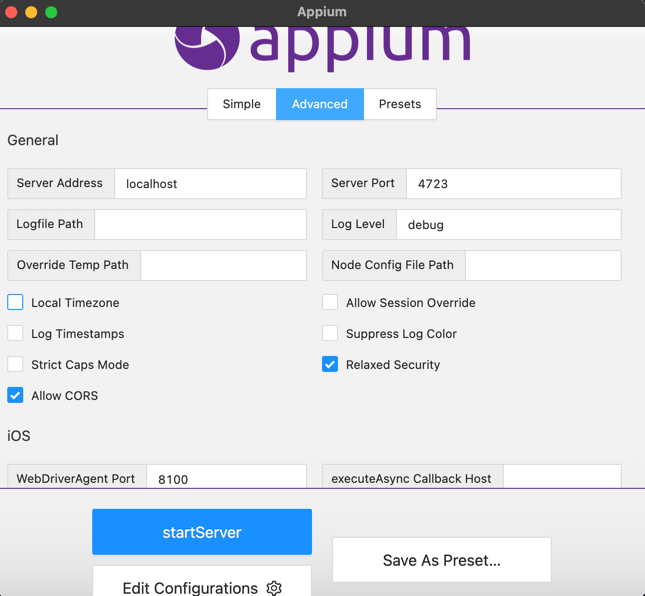 Appium
appium
Simple Advanced Presets
General
Server Address localhost Server Port 4723
Logfile Path Log Level debug
Override Temp Path Node Config File Path
Local Timezone Allow Session Override
Log Timestamps Suppress Log Color
Strict Caps Mode Relaxed Security
Allow CORS
iOS
WebDriverAgent Port 8100 executeAsync Callback Host
startServer
Save As Preset...
Edit Configurations